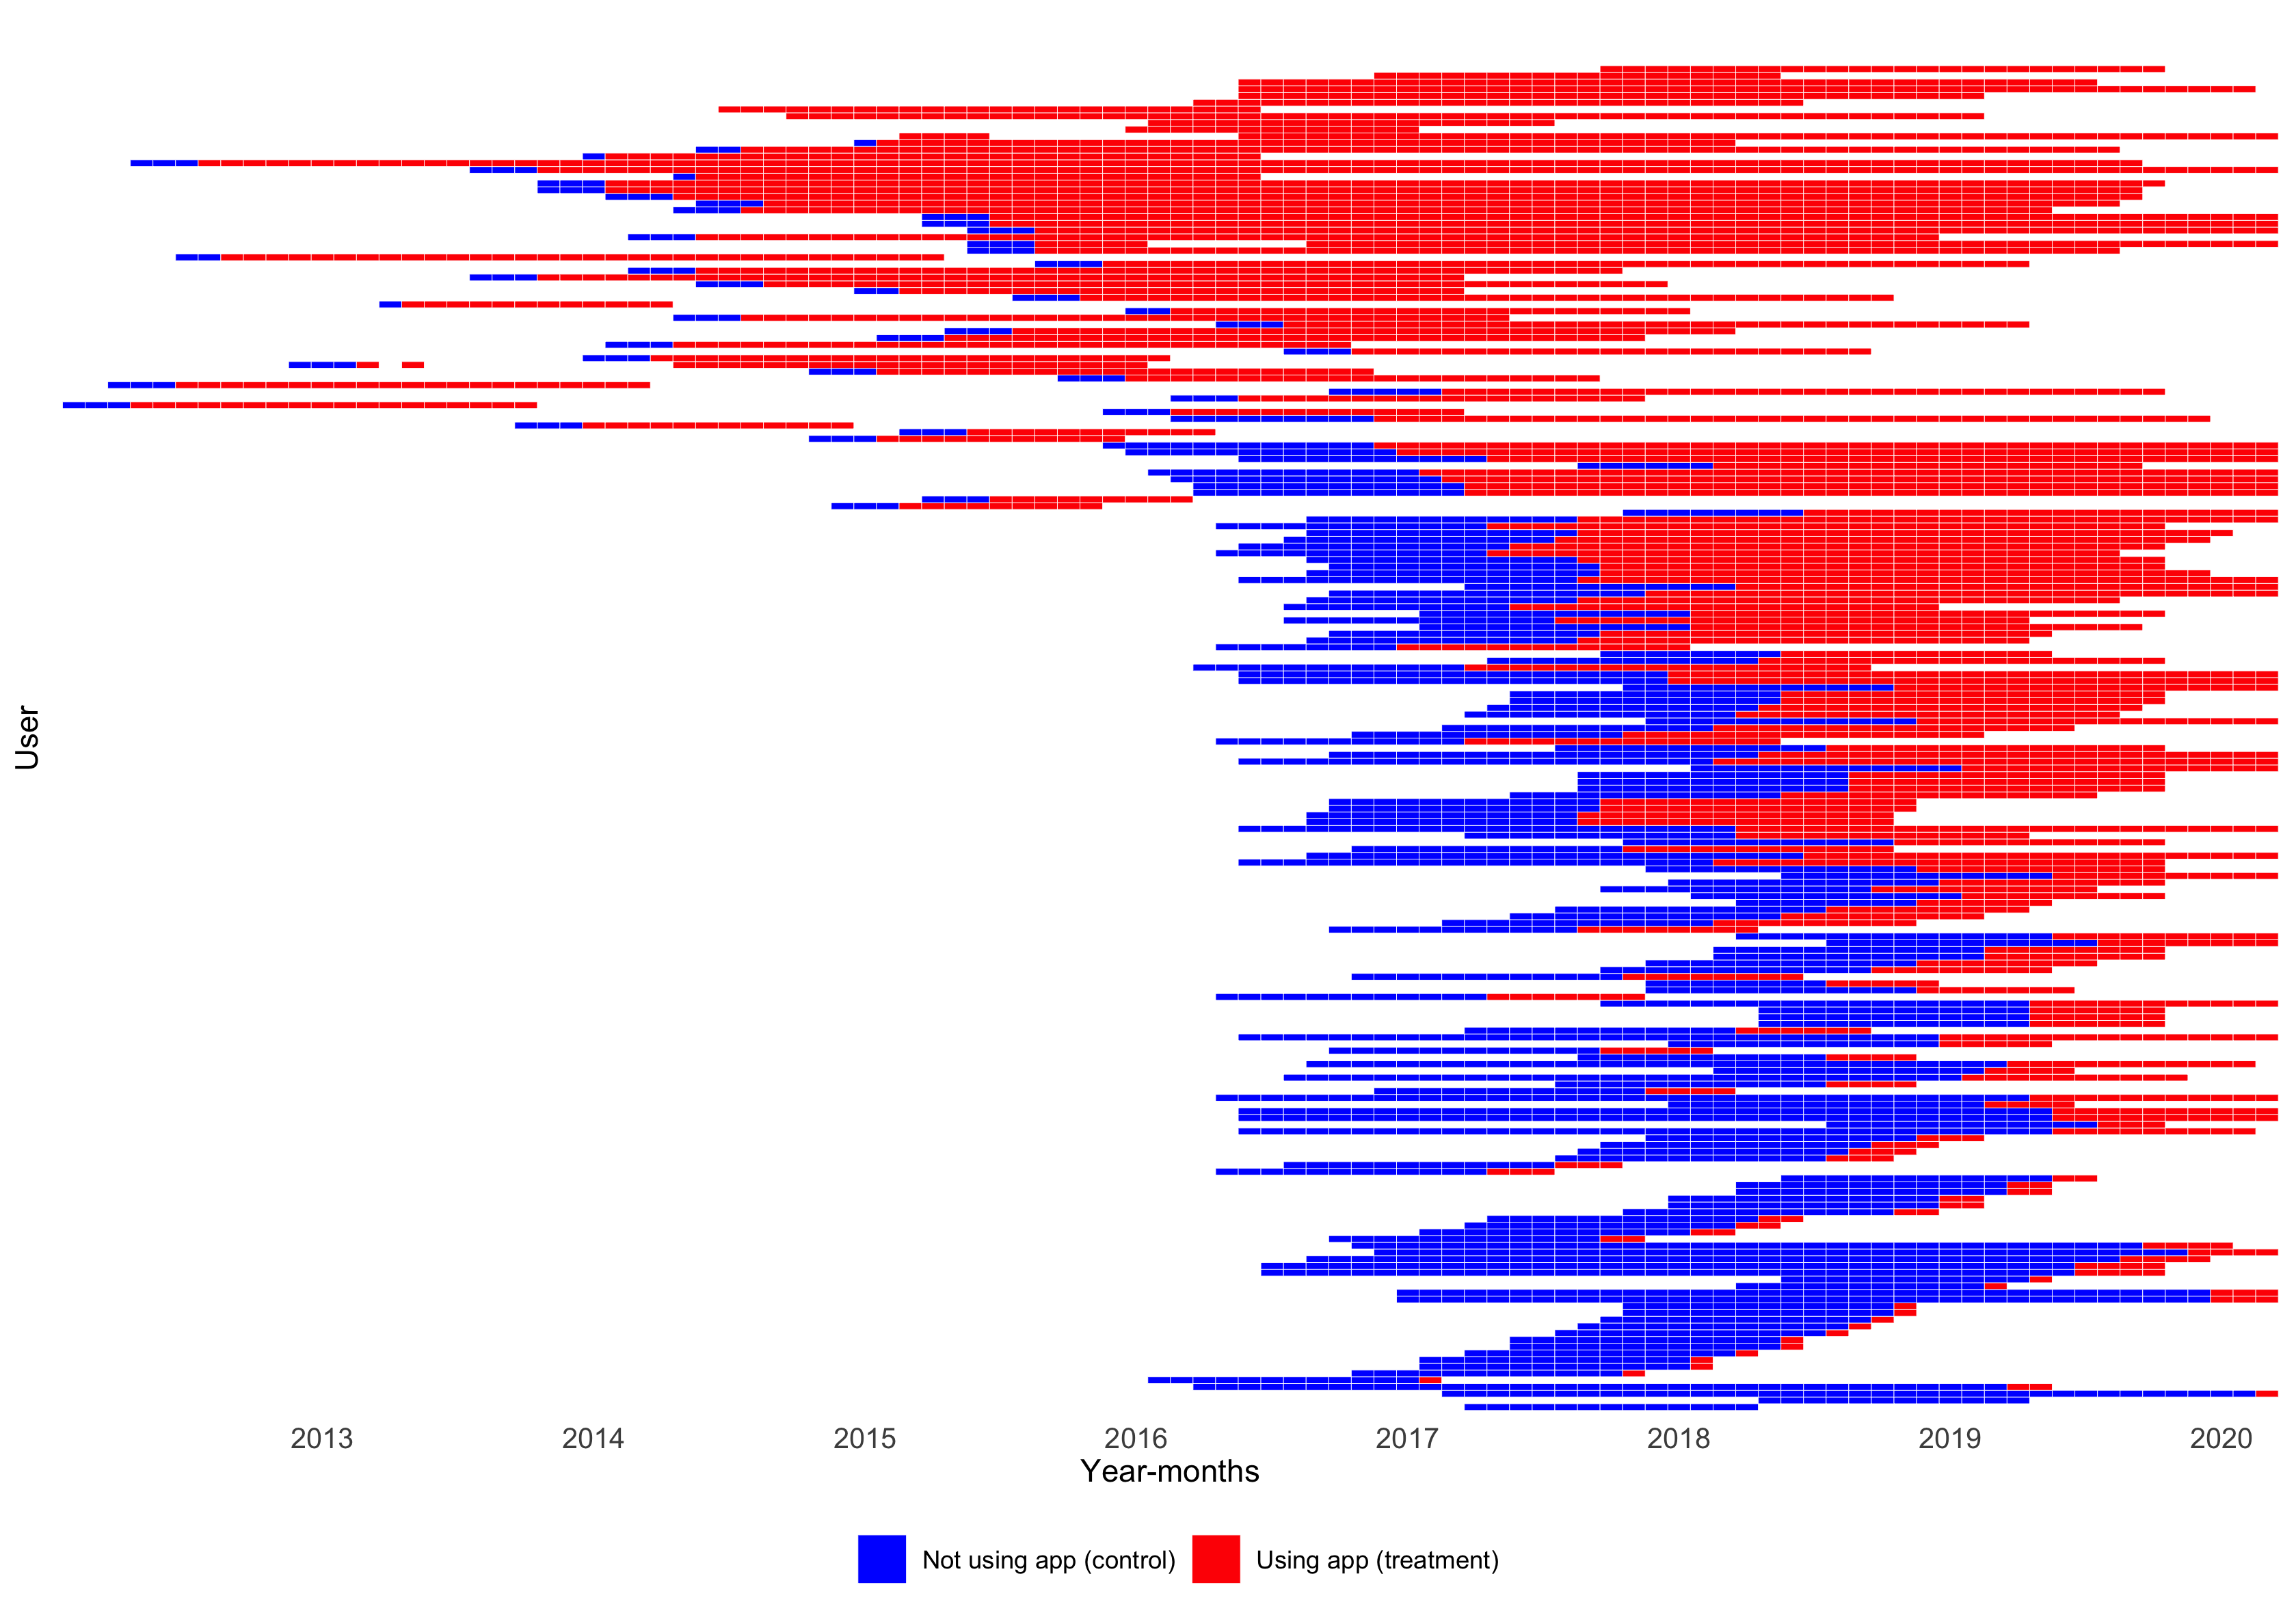 User
2013 2014 2015 2016 2017 2018 2019 2020
Year-months
Not using app (control) Using app (treatment)